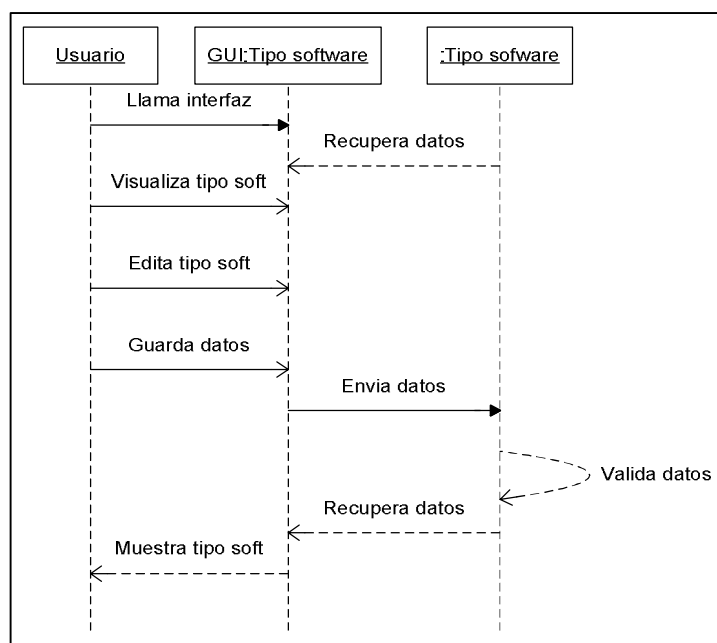 Usuario
GUI:Tipo software
:Tipo sofware
Llama interfaz
Recupera datos
Visualiza tipo soft
Edita tipo soft
Guarda datos
Envia datos
Valida datos
Recupera datos
Muestra tipo soft